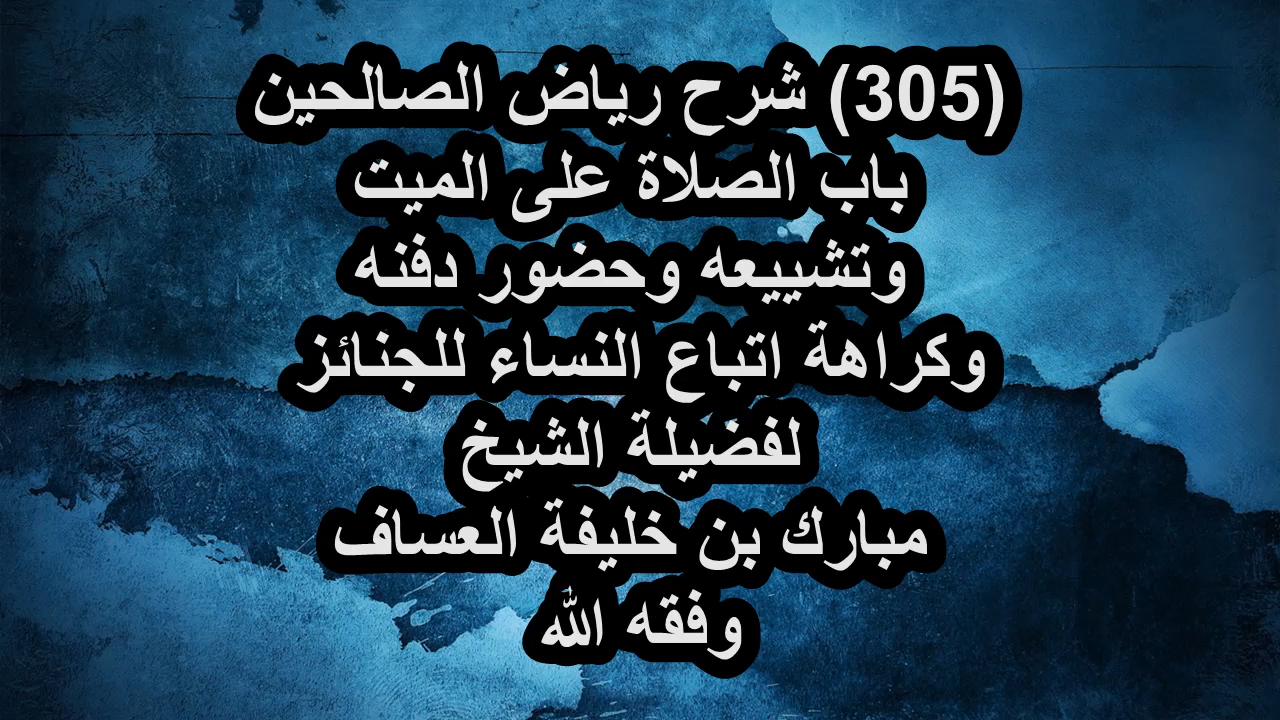 (305) شرح رياض الصالحين
باب الصلاة على الميت
وتشييعه وحضور دفنه
وكراهة اتباع النساء للجنائز
لفضيلة الشيخ
مبارك بن خليفة العساف
وفقه الله